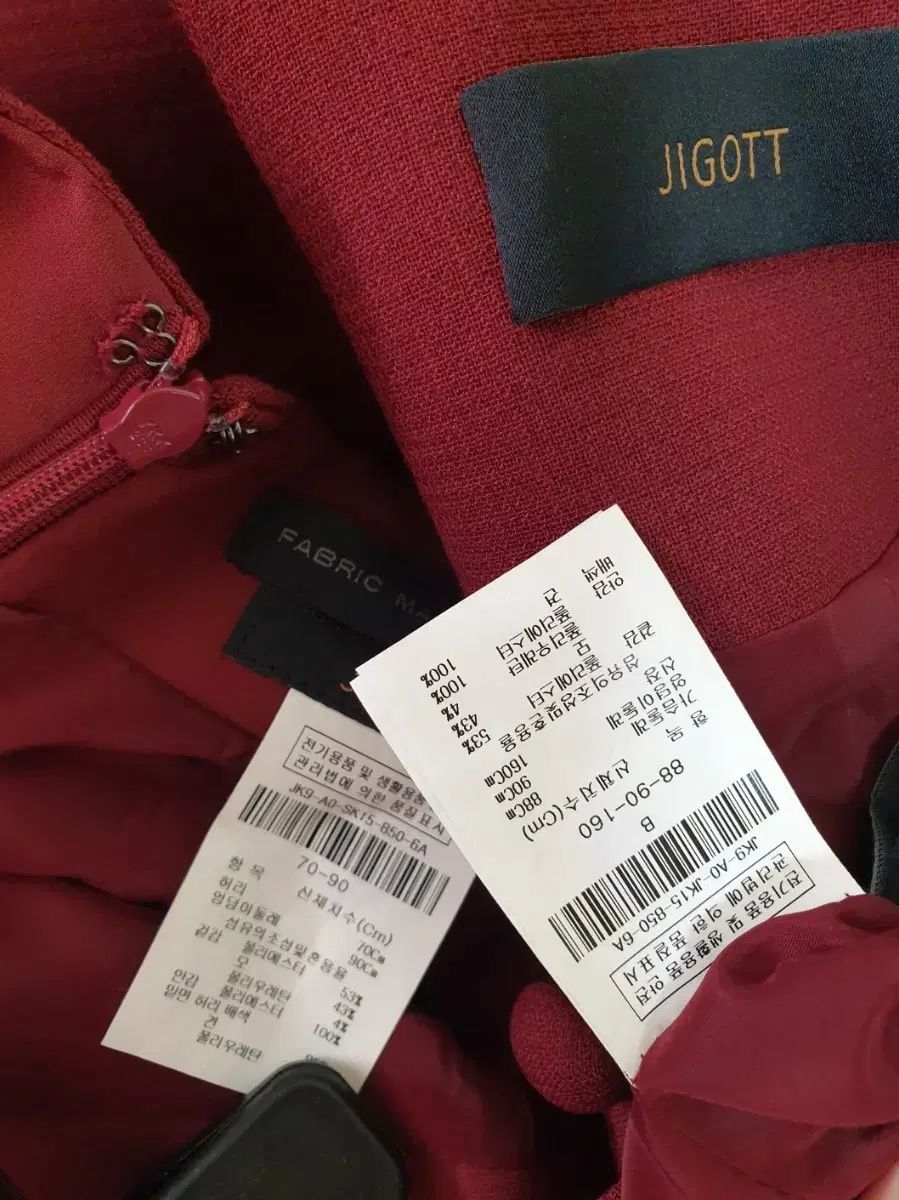 JIGOTT
FABRIC MA
전기용품 및 생활용품
관리법에 의한 품질표시
JK9-A0-SK15-850-6A
70-90
항 목 신체치수(Cm)
허리 70Cm
엉덩이둘레 90Cm
섬유의조성및혼용율
겉감 폴리에스터 53%
모 43%
폴리우레탄 4%
안감 폴리에스터 100%
밑면 허리 배색
견
폴리우레탄
전기용품 및 생활용품 안전
관리법에 의한 품질표시
JK9-A0-JK15-850-6A
B
88-90-160
항 목 신체치수(Cm)
가슴둘레 88Cm
엉덩이둘레 90Cm
신장 160Cm
섬유의조성및혼용율
겉감 폴리에스터 53%
모 43%
폴리우레탄 4%
안감 폴리에스터 100%
배색 견 100%